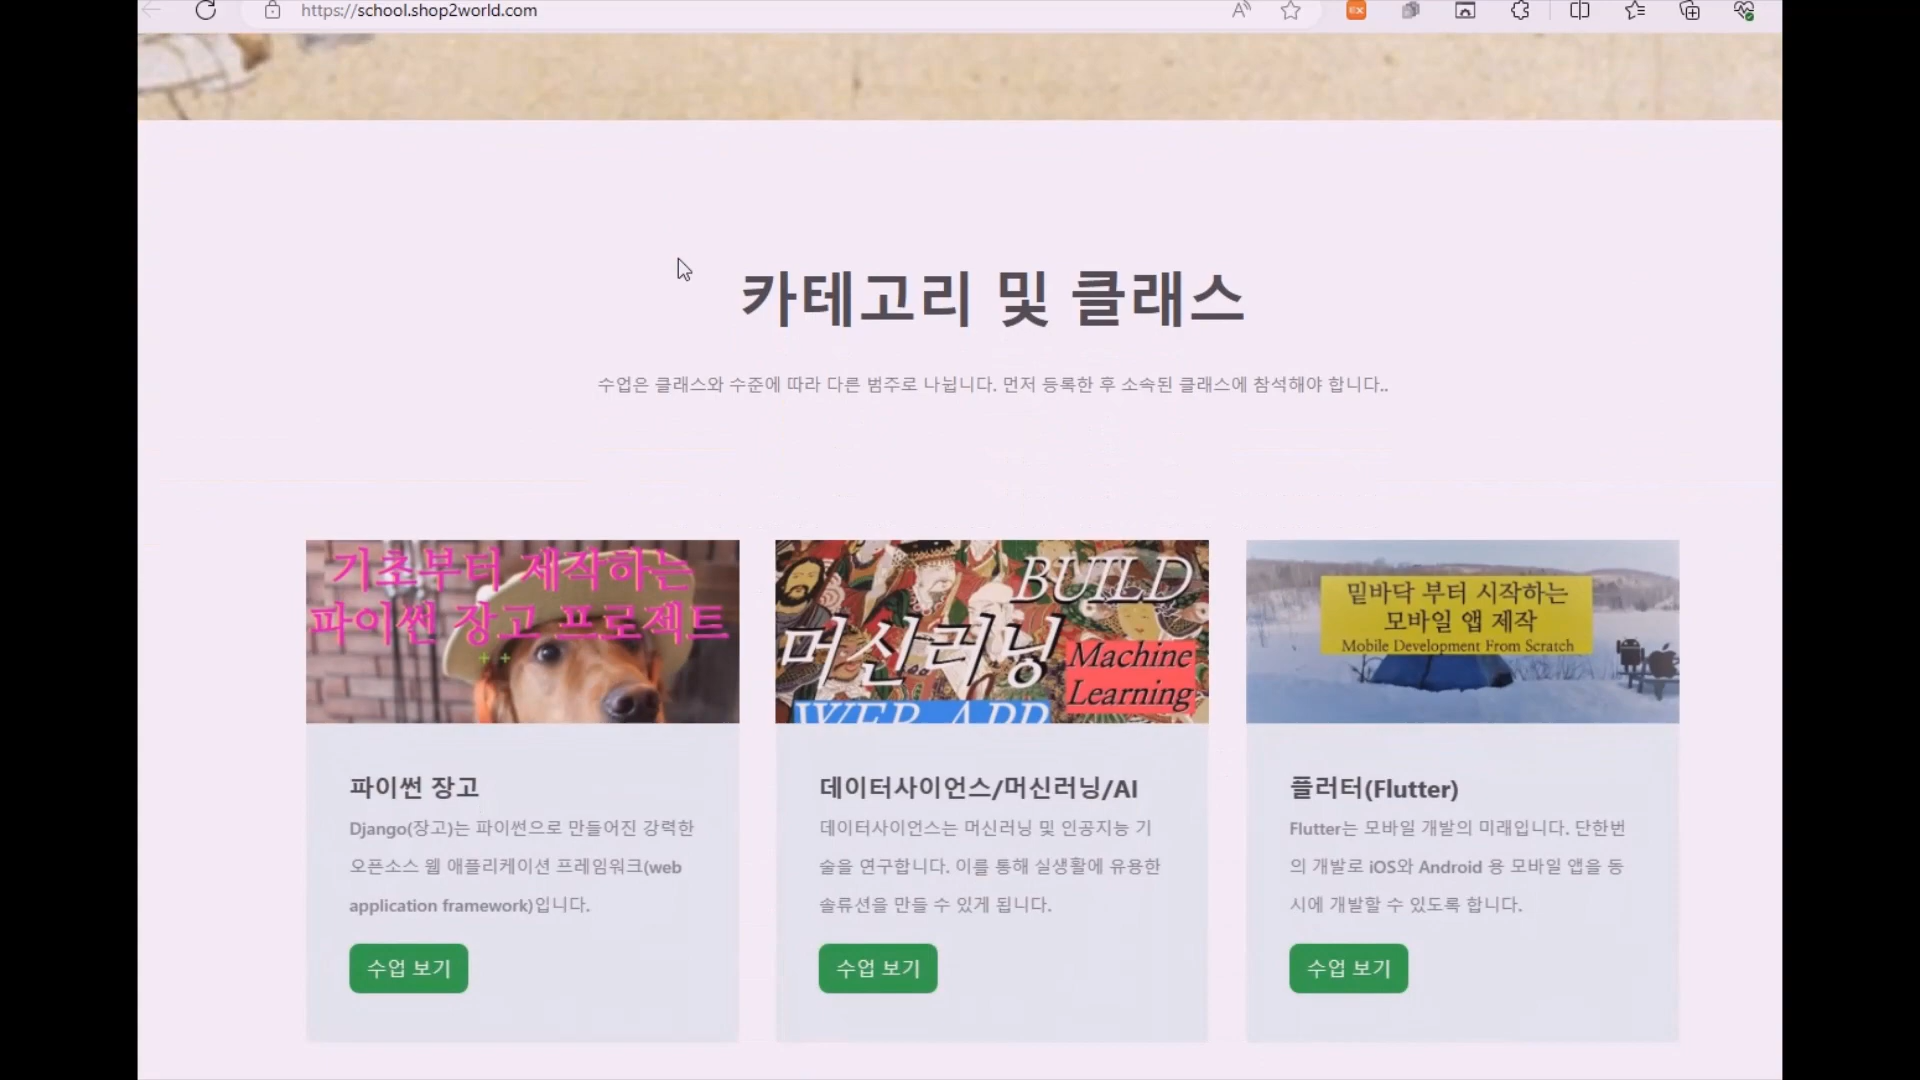 https://school.shop2world.com
카테고리 및 클래스
수업은 클래스와 수준에 따라 다른 범주로 나뉩니다. 먼저 등록한 후 소속된 클래스에 참석해야 합니다..
기초부터 제작하는
파이썬 장고 프로젝트
BUILD
머신러닝
Machine
Learning
WEB APP
밑바닥 부터 시작하는
모바일 앱 제작
Mobile Development From Scratch
파이썬 장고
Django(장고)는 파이썬으로 만들어진 강력한
오픈소스 웹 애플리케이션 프레임워크(web
application framework)입니다.
수업 보기
데이터사이언스/머신러닝/AI
데이터사이언스는 머신러닝 및 인공지능 기
술을 연구합니다. 이를 통해 실생활에 유용한
솔류션을 만들 수 있게 됩니다.
수업 보기
플러터(Flutter)
Flutter는 모바일 개발의 미래입니다. 단한번
의 개발로 iOS와 Android 용 모바일 앱을 동
시에 개발할 수 있도록 합니다.
수업 보기